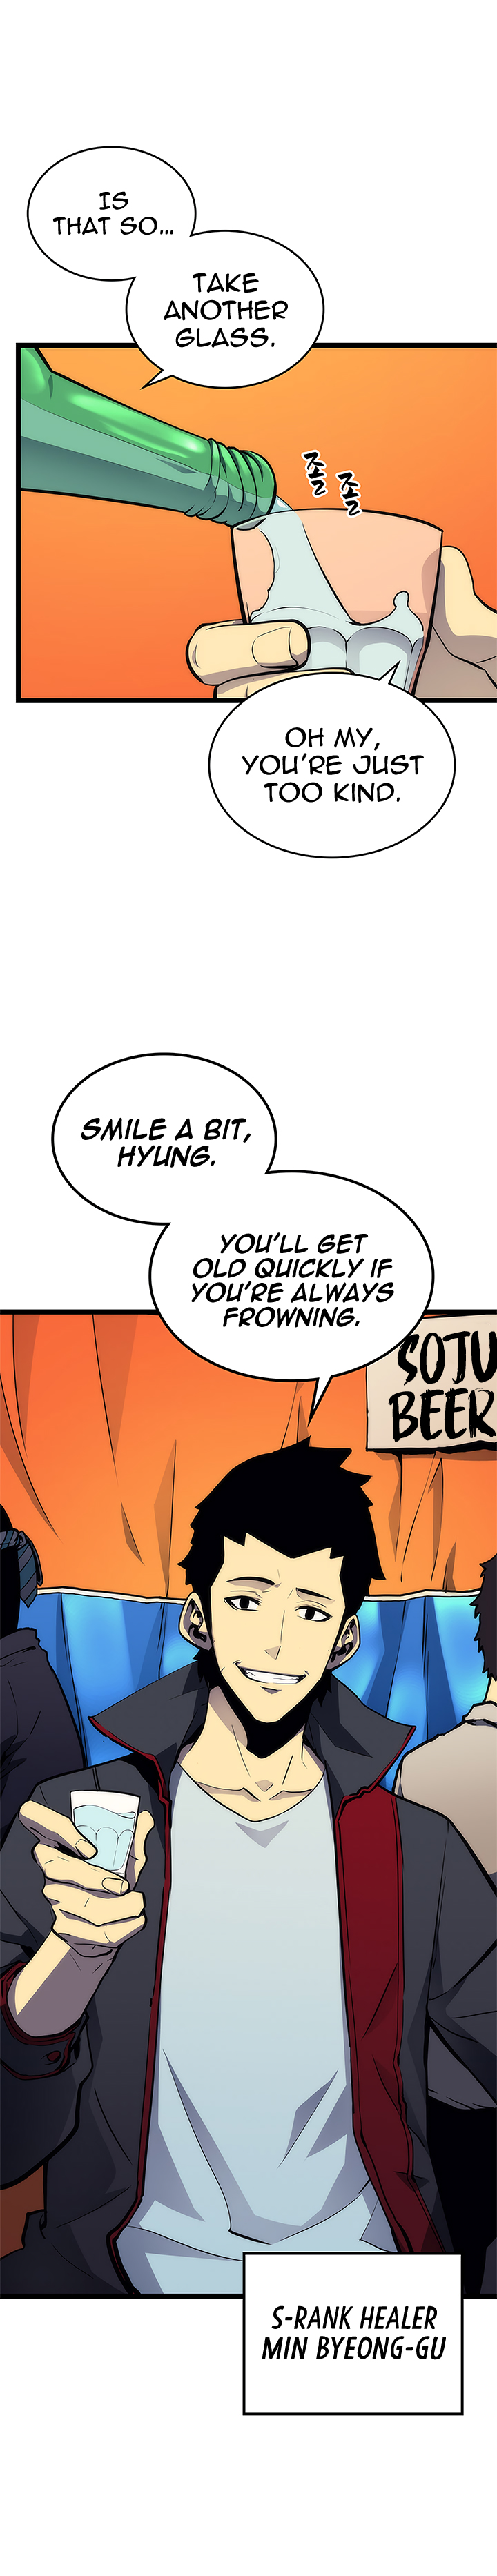 IS
THAT SO...
TAKE
ANOTHER
GLASS.
졸
졸
OH MY,
YOU'RE JUST
TOO KIND.
SMILE A BIT,
HYUNG.
YOU'LL GET
OLD QUICKLY IF
YOU'RE ALWAYS
FROWNING.
SOJU
BEER
S-RANK HEALER
MIN BYEONG-GU